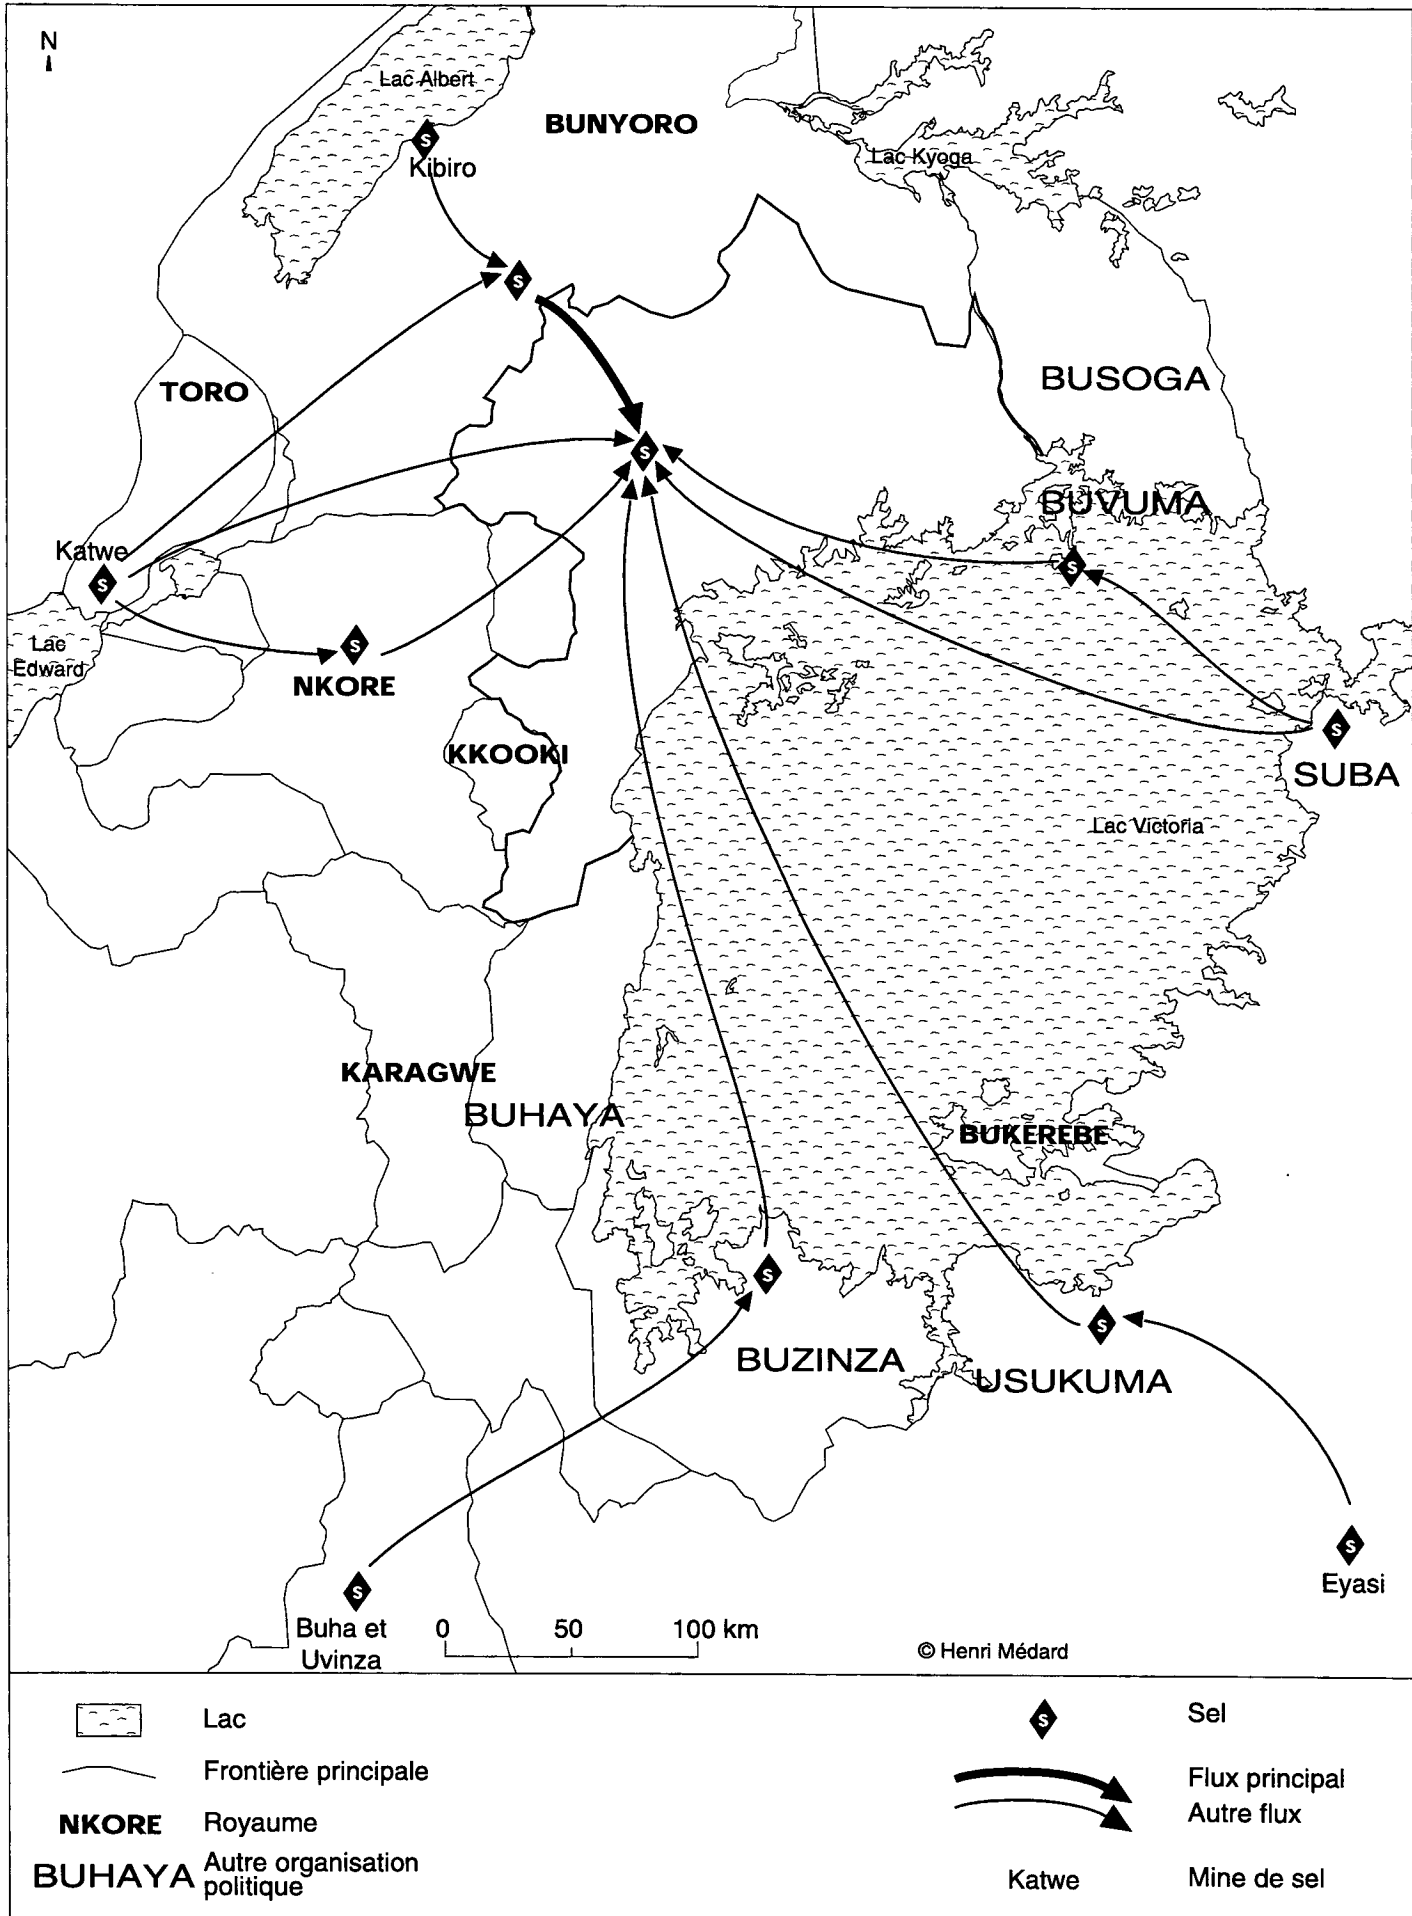 N
Lac Albert
BUNYORO
Lac Kyoga
S
Kibiro
S
TORO
BUSOGA
S
BUVUMA
Katwe
S
S
Lac
Edward
S
NKORE
S
KKOOKI
SUBA
Lac Victoria
KARAGWE
BUHAYA
BUKEREBE
S
S
BUZINZA
USUKUMA
S
Eyasi
S
Buha et
Uvinza
0 50 100 km
© Henri Médard
Lac
Frontière principale
NKORE Royaume
BUHAYA Autre organisation
politique
S Sel
Flux principal
Autre flux
Katwe Mine de sel